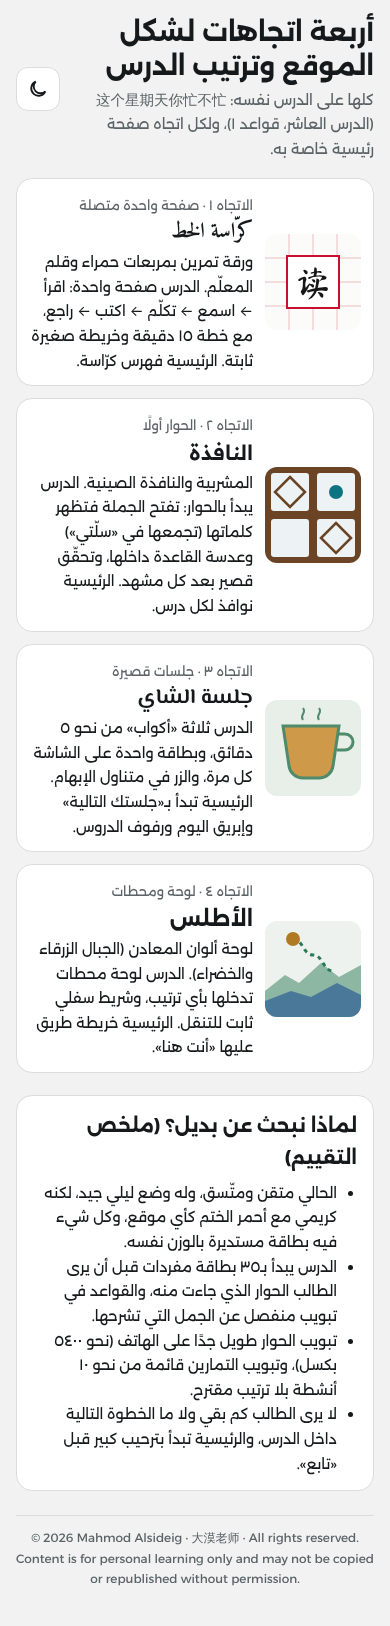 أربعة اتجاهات لشكل
الموقع وترتيب الدرس
كلها على الدرس نفسه: 这个星期天你忙不忙
(الدرس العاشر، قواعد ١)، ولكل اتجاه صفحة
رئيسية خاصة به.
الاتجاه ١ · صفحة واحدة متصلة
كرّاسة الخط
读
ورقة تمرين بمربعات حمراء وقلم
المعلّم. الدرس صفحة واحدة: اقرأ
← اسمع ← تكلّم ← اكتب ← راجع،
مع خطة ١٥ دقيقة وخريطة صغيرة
ثابتة. الرئيسية فهرس كرّاسة.
الاتجاه ٢ · الحوار أولًا
النافذة
المشربية والنافذة الصينية. الدرس
يبدأ بالحوار: تفتح الجملة فتظهر
كلماتها (تجمعها في «سلّتي»)
وعدسة القاعدة داخلها، وتحقّق
قصير بعد كل مشهد. الرئيسية
نوافذ لكل درس.
الاتجاه ٣ · جلسات قصيرة
جلسة الشاي
الدرس ثلاثة «أكواب» من نحو ٥
دقائق، وبطاقة واحدة على الشاشة
كل مرة، والزر في متناول الإبهام.
الرئيسية تبدأ بـ«جلستك التالية»
وإبريق اليوم ورفوف الدروس.
الاتجاه ٤ · لوحة ومحطات
الأطلس
لوحة ألوان المعادن (الجبال الزرقاء
والخضراء). الدرس لوحة محطات
تدخلها بأي ترتيب، وشريط سفلي
ثابت للتنقل. الرئيسية خريطة طريق
عليها «أنت هنا».
لماذا نبحث عن بديل؟ (ملخص
التقييم)
• الحالي متقن ومتّسق، وله وضع ليلي جيد، لكنه
كريمي مع أحمر الختم كأي موقع، وكل شيء
فيه بطاقة مستديرة بالوزن نفسه.
• الدرس يبدأ بـ٣٥ بطاقة مفردات قبل أن يرى
الطالب الحوار الذي جاءت منه، والقواعد في
تبويب منفصل عن الجمل التي تشرحها.
• تبويب الحوار طويل جدًا على الهاتف (نحو ٥٤٠٠
بكسل)، وتبويب التمارين قائمة من نحو ١٠
أنشطة بلا ترتيب مقترح.
• لا يرى الطالب كم بقي ولا ما الخطوة التالية
داخل الدرس، والرئيسية تبدأ بترحيب كبير قبل
«تابع».
© 2026 Mahmod Alsideig · 大漠老师 · All rights reserved.
Content is for personal learning only and may not be copied
or republished without permission.